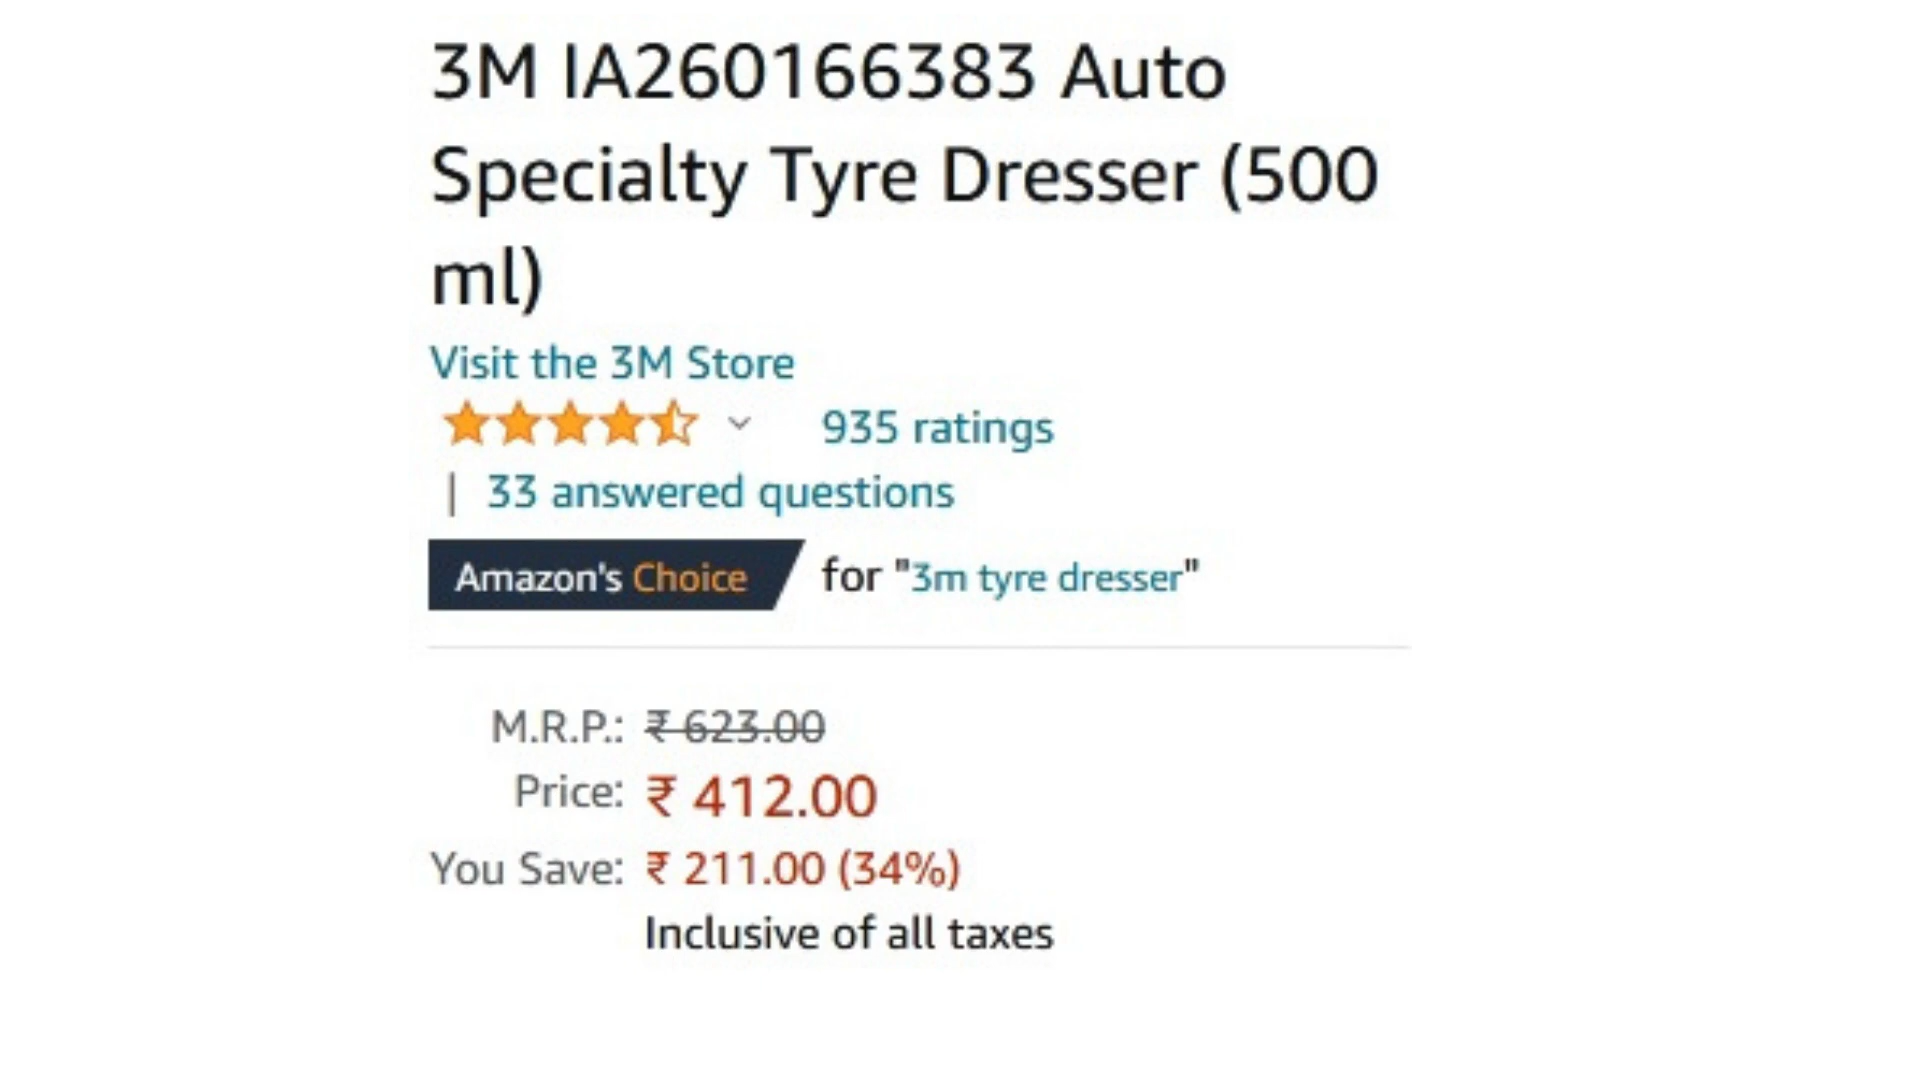 3M IA260166383 Auto
Specialty Tyre Dresser (500
ml)
Visit the 3M Store
935 ratings
| 33 answered questions
Amazon's Choice for "3m tyre dresser"
M.R.P.: ₹ 623.00
Price: ₹ 412.00
You Save: ₹ 211.00 (34%)
Inclusive of all taxes